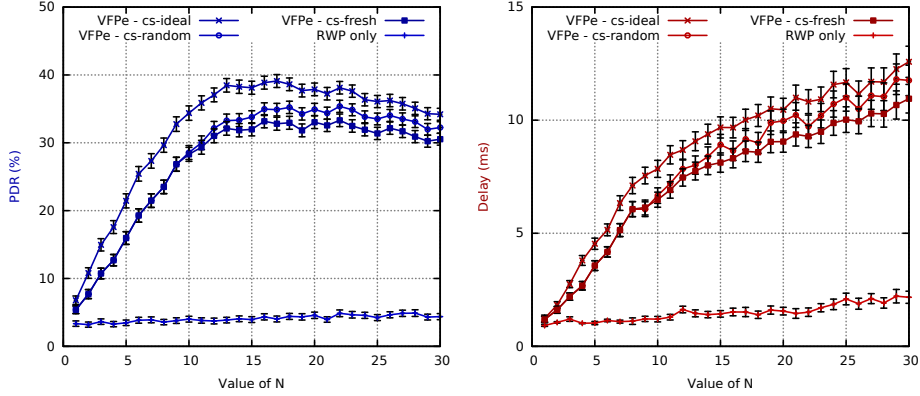 VFPe - cs-ideal VFPe - cs-fresh
VFPe - cs-random RWP only
50
40
30
20
10
0
PDR (%)
0 5 10 15 20 25 30
Value of N
VFPe - cs-ideal VFPe - cs-fresh
VFPe - cs-random RWP only
15
10
5
0
Delay (ms)
0 5 10 15 20 25 30
Value of N